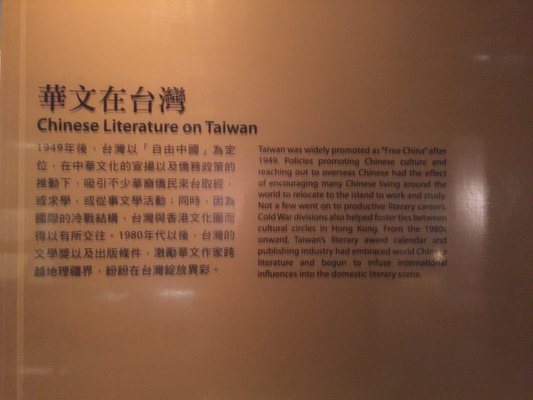 華文在台灣
Chinese Literature on Taiwan
1949年後，台灣以「自由中國」為定
位，在中華文化的宣揚以及僑務政策的
推動下，吸引不少華裔僑民來台取經，
或求學，或從事文學活動；同時，因為
國際的冷戰結構，台灣與香港文化圈而
得以有所交往。1980年代以後，台灣的
文學獎以及出版條件，激勵華文作家跨
越地理疆界，紛紛在台灣綻放異彩。
Taiwan was widely promoted as "Free China" after
1949. Policies promoting Chinese culture and
reaching out to overseas Chinese had the effect
of encouraging many Chinese living around the
world to relocate to the island to work and study.
Not a few went on to productive literary careers.
Cold War divisions also helped foster ties between
cultural circles in Hong Kong. From the 1980s
onward, Taiwan's literary award calendar and
publishing industry had embraced world Chinese
literature and begun to infuse international
influences into the domestic literary scene.